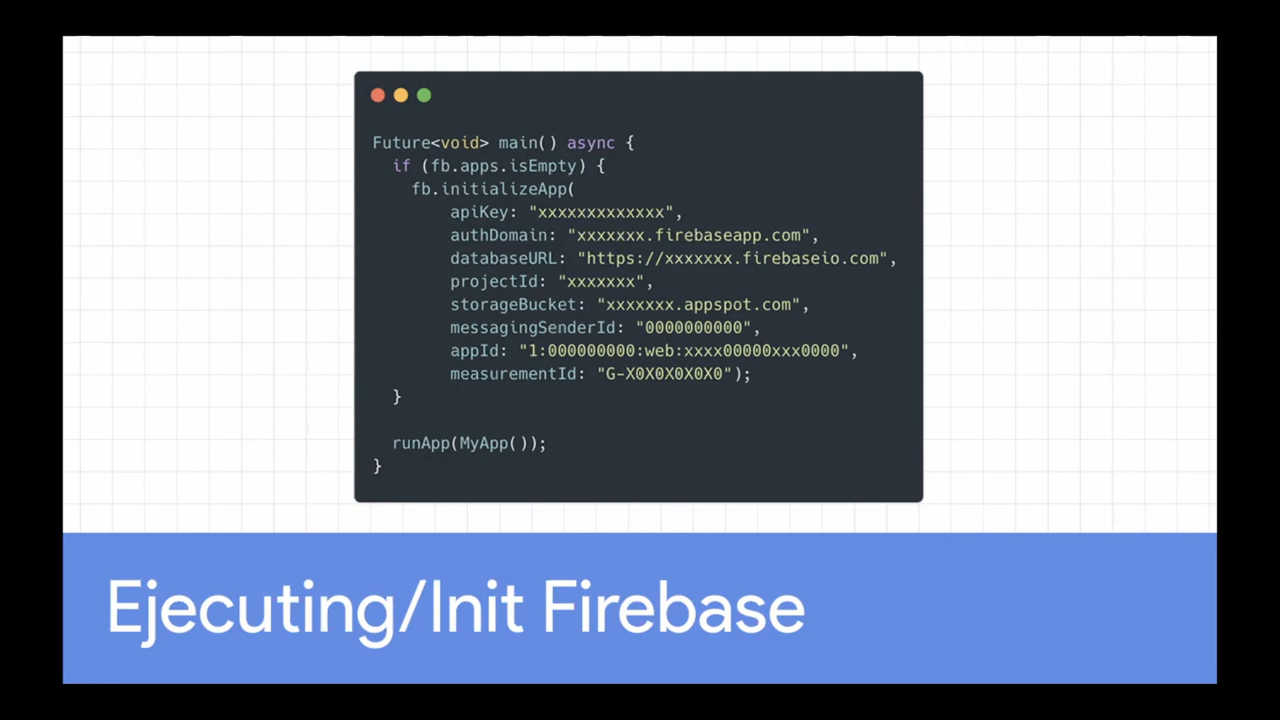 Future<void> main() async {
if (fb.apps.isEmpty) {
fb.initializeApp(
apiKey: "xxxxxxxxxxxxx",
authDomain: "xxxxxxx.firebaseapp.com",
databaseURL: "https://xxxxxxx.firebaseio.com",
projectId: "xxxxxxx",
storageBucket: "xxxxxxx.appspot.com",
messagingSenderId: "0000000000",
appId: "1:000000000:web:xxxx00000xxx0000",
measurementId: "G-X0X0X0X0X0");
}
runApp(MyApp());
}
Ejecuting/Init Firebase